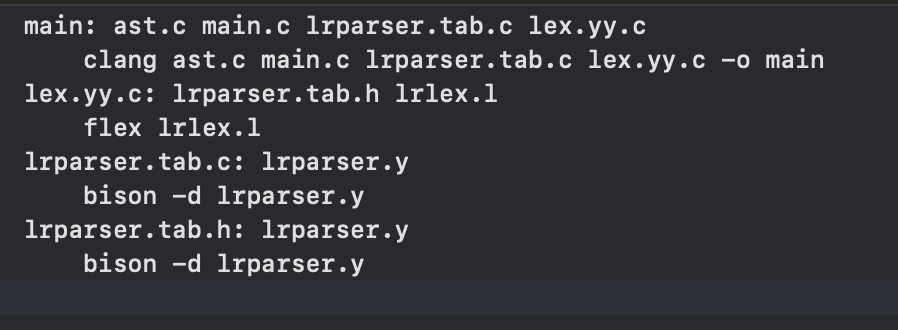 main: ast.c main.c lrparser.tab.c lex.yy.c
    clang ast.c main.c lrparser.tab.c lex.yy.c -o main
lex.yy.c: lrparser.tab.h lrlex.l
    flex lrlex.l
lrparser.tab.c: lrparser.y
    bison -d lrparser.y
lrparser.tab.h: lrparser.y
    bison -d lrparser.y